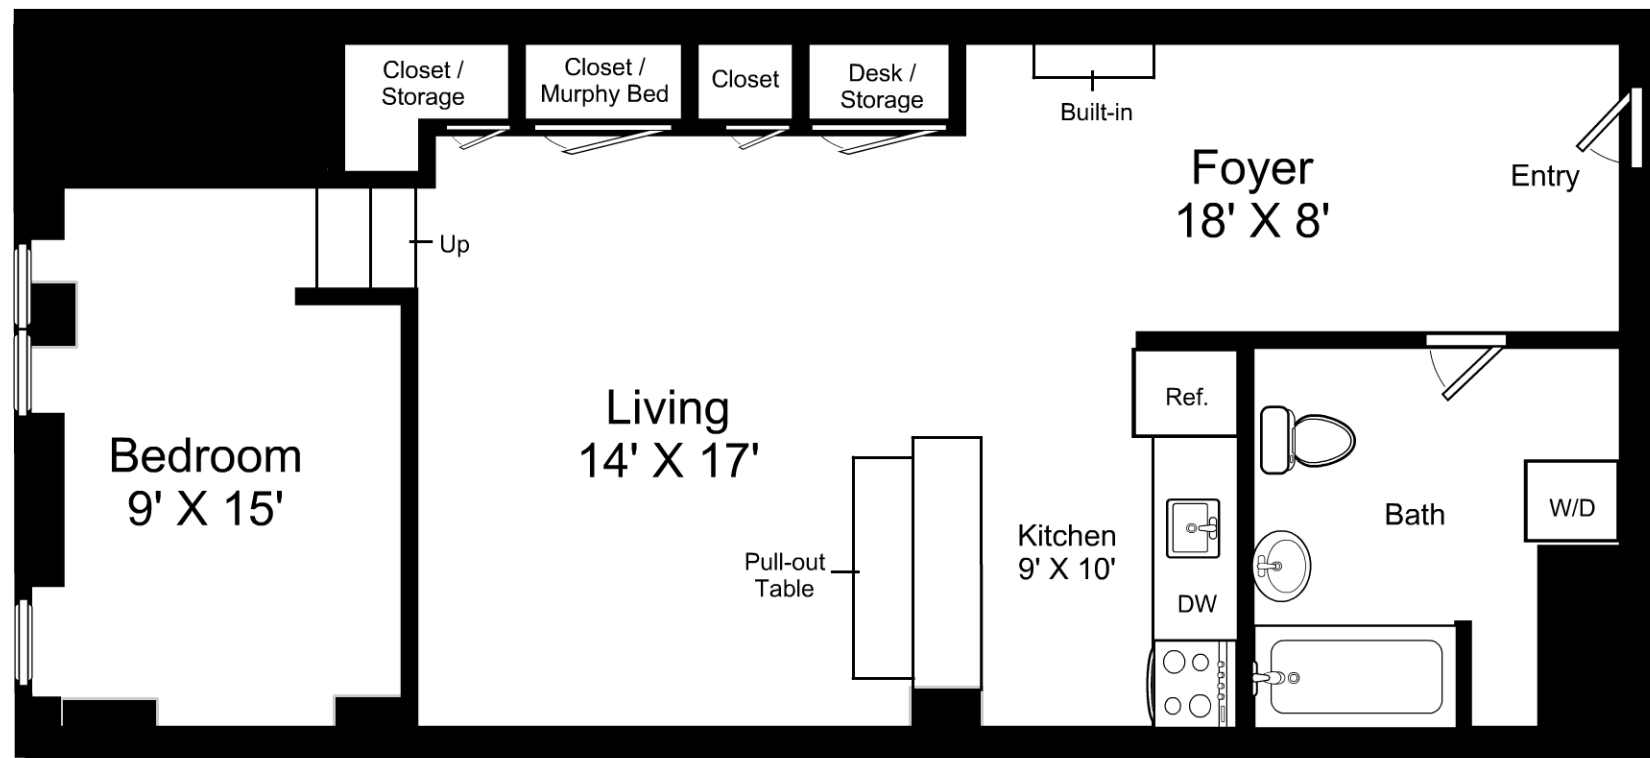 Closet /
Storage
Closet /
Murphy Bed
Closet
Desk /
Storage
Built-in
Foyer
18' X 8'
Entry
Up
Living
14' X 17'
Ref.
Bedroom
9' X 15'
Pull-out
Table
Kitchen
9' X 10'
DW
Bath
W/D